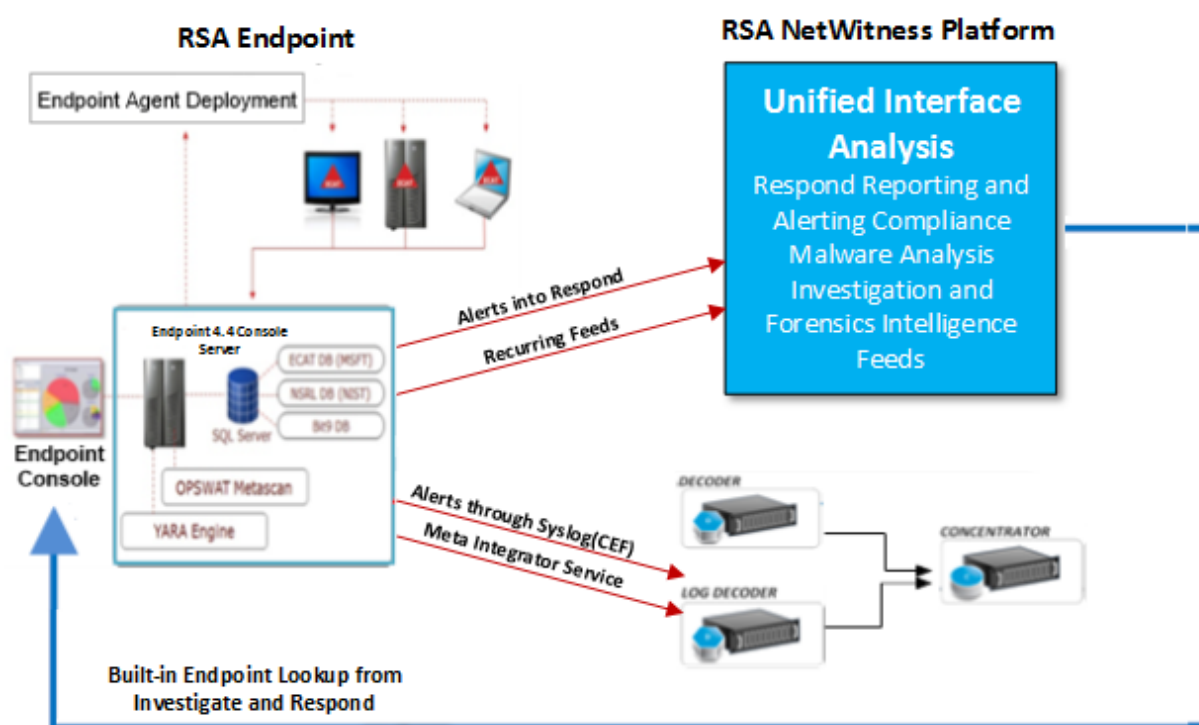 RSA Endpoint
RSA NetWitness Platform
Endpoint Agent Deployment
Unified Interface
Analysis
Respond Reporting and
Alerting Compliance
Malware Analysis
Investigation and
Forensics Intelligence
Feeds
ECAT
ECAT
ECAT
Alerts into Respond
Recurring Feeds
Endpoint 4.4 Console
Server
ECAT DB (MSFT)
NSRL DB (NIST)
Bit9 DB
SQL Server
OPSWAT Metascan
YARA Engine
Endpoint
Console
Alerts through Syslog(CEF)
Meta Integrator Service
DECODER
CONCENTRATOR
LOG DECODER
Built-in Endpoint Lookup from
Investigate and Respond